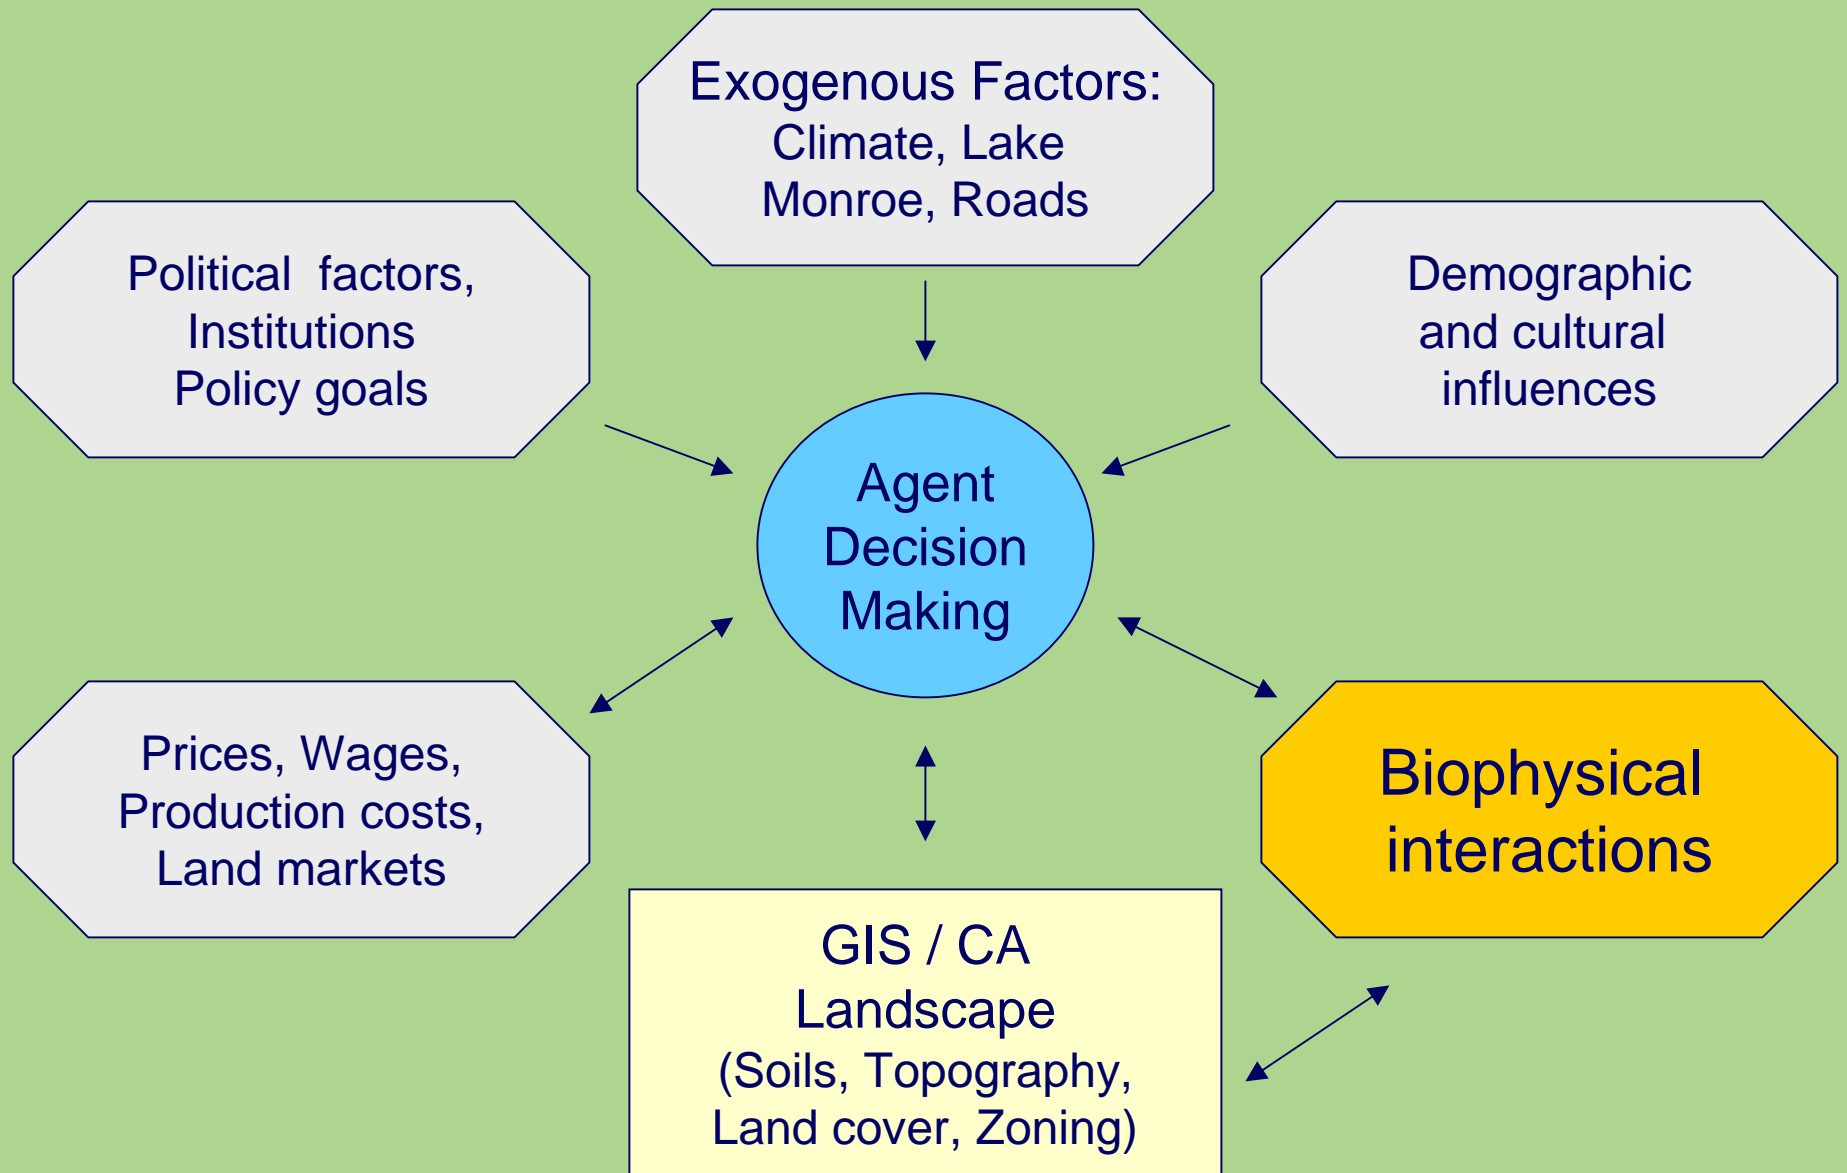 Exogenous Factors:
Climate, Lake
Monroe, Roads
Political factors,
Institutions
Policy goals
Demographic
and cultural
influences
Agent
Decision
Making
Prices, Wages,
Production costs,
Land markets
Biophysical
interactions
GIS / CA
Landscape
(Soils, Topography,
Land cover, Zoning)